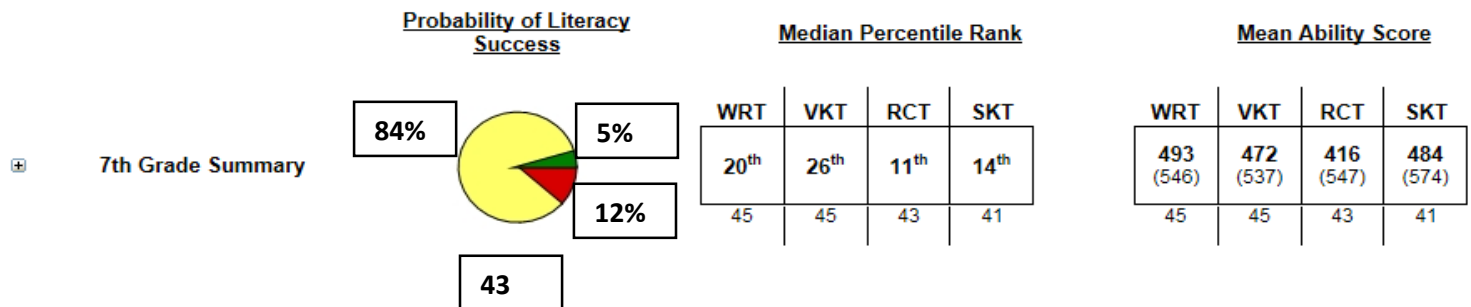 Probability of Literacy
Success
Median Percentile Rank
Mean Ability Score
7th Grade Summary
84%
5%
12%
43
WRT VKT RCT SKT
20th 26th 11th 14th
45 45 43 41
WRT VKT RCT SKT
493 472 416 484
(546) (537) (547) (574)
45 45 43 41